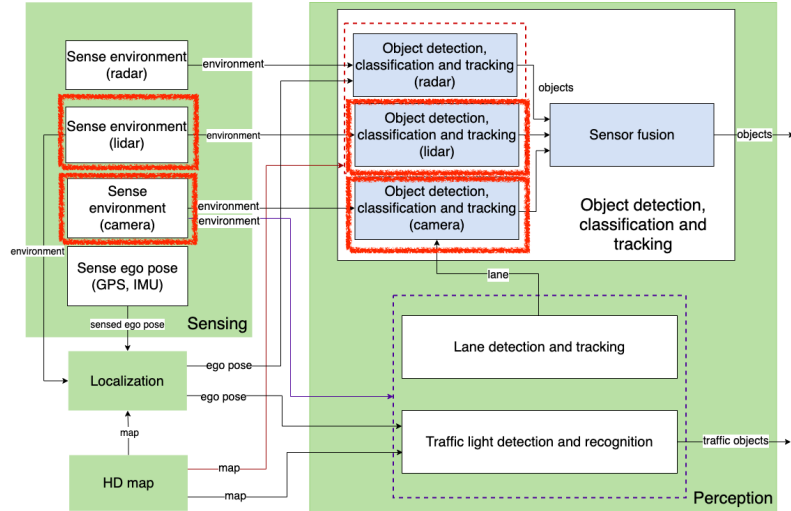 Sense environment
(radar)
Sense environment
(lidar)
Sense
environment
(camera)
Sense ego pose
(GPS, IMU)
Sensing
environment
environment
environment
environment
environment
sensed ego pose
Localization
map
HD map
ego pose
ego pose
map
map
Object detection,
classification and tracking
(radar)
Object detection,
classification and tracking
(lidar)
Object detection,
classification and tracking
(camera)
objects
Sensor fusion
objects
Object detection,
classification and
tracking
lane
Lane detection and tracking
Traffic light detection and recognition
traffic objects
Perception